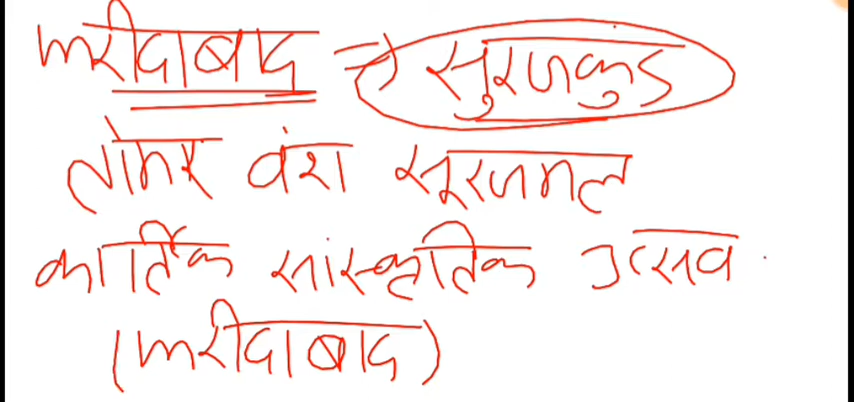 फरीदाबाद → सुरजकुंड
तोमर वंश सूरजमल
कार्तिक सांस्कृतिक उत्सव
(फरीदाबाद)